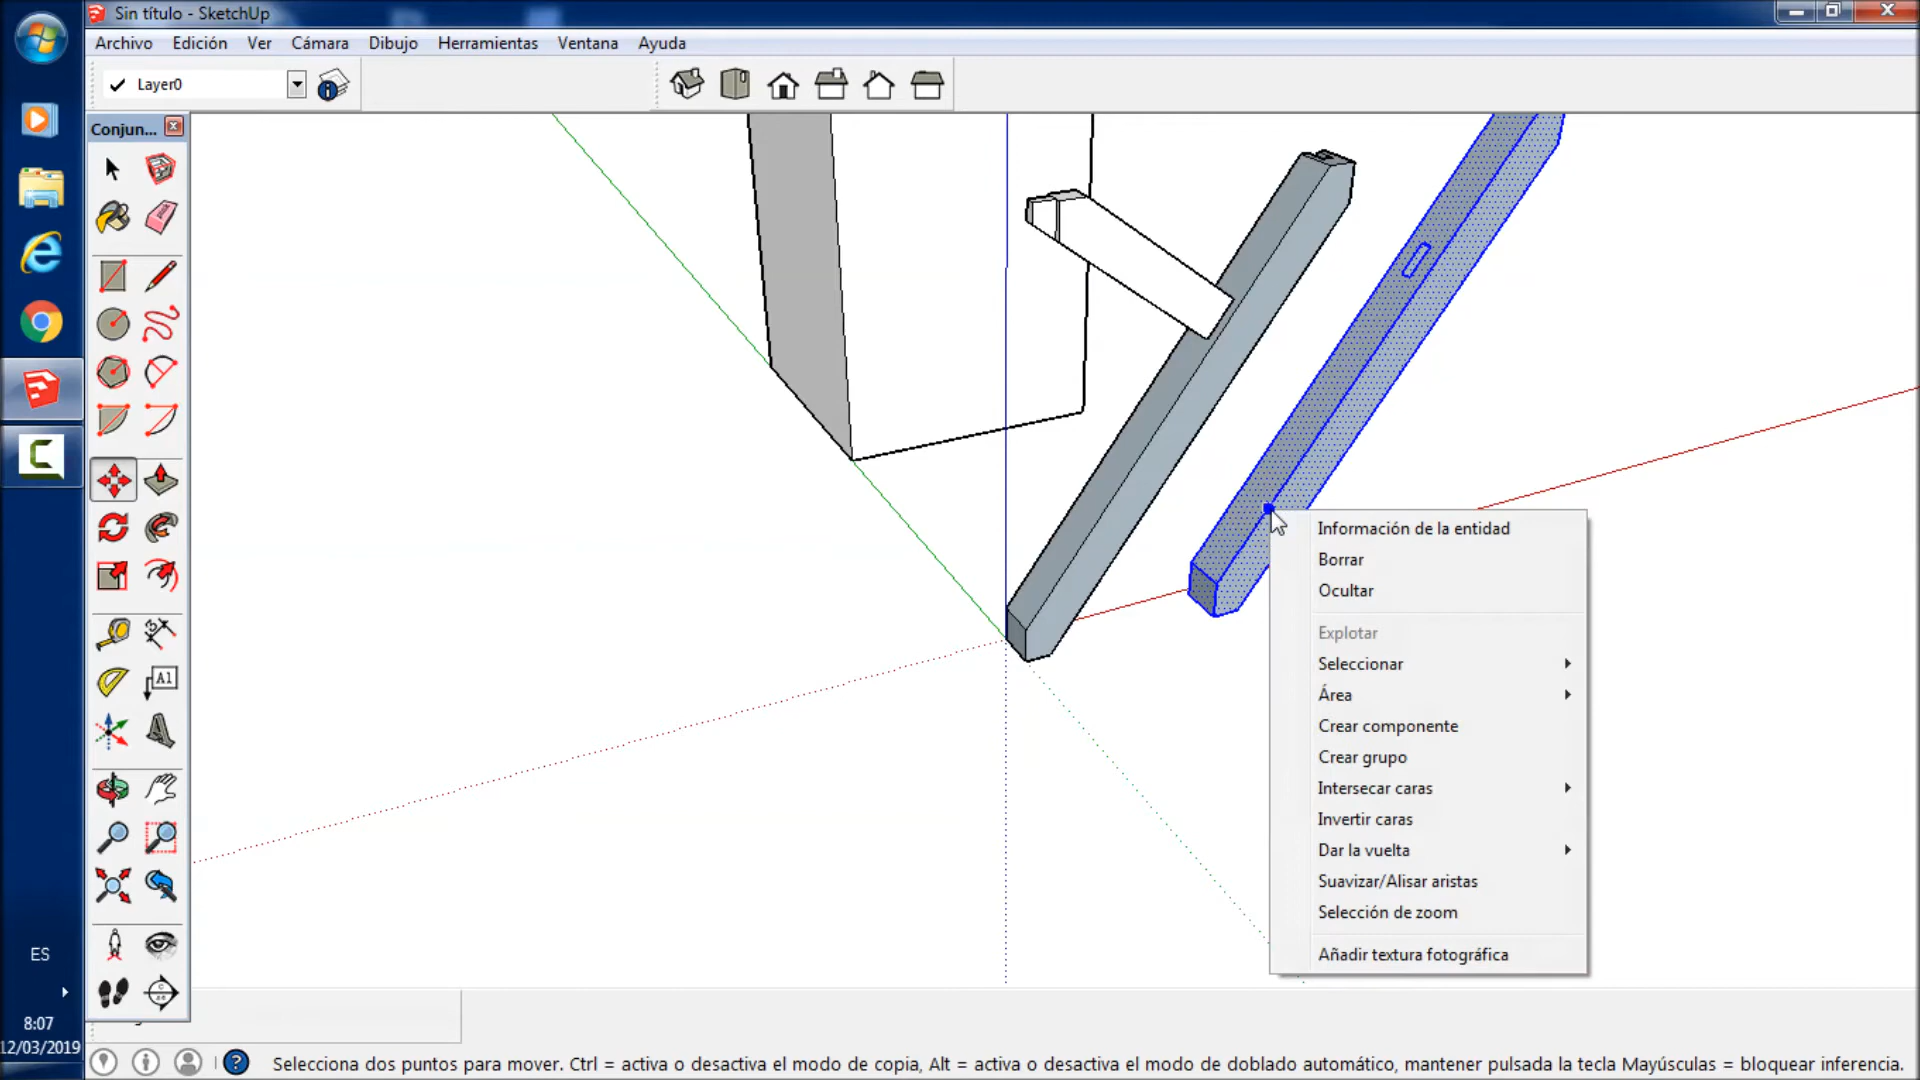 Sin título - SketchUp
Archivo Edición Ver Cámara Dibujo Herramientas Ventana Ayuda
Layer0
Conjun...
A1
Información de la entidad
Borrar
Ocultar
Explotar
Seleccionar
Área
Crear componente
Crear grupo
Intersecar caras
Invertir caras
Dar la vuelta
Suavizar/Alisar aristas
Selección de zoom
Añadir textura fotográfica
ES
8:07
12/03/2019
Selecciona dos puntos para mover. Ctrl = activa o desactiva el modo de copia, Alt = activa o desactiva el modo de doblado automático, mantener pulsada la tecla Mayúsculas = bloquear inferencia.